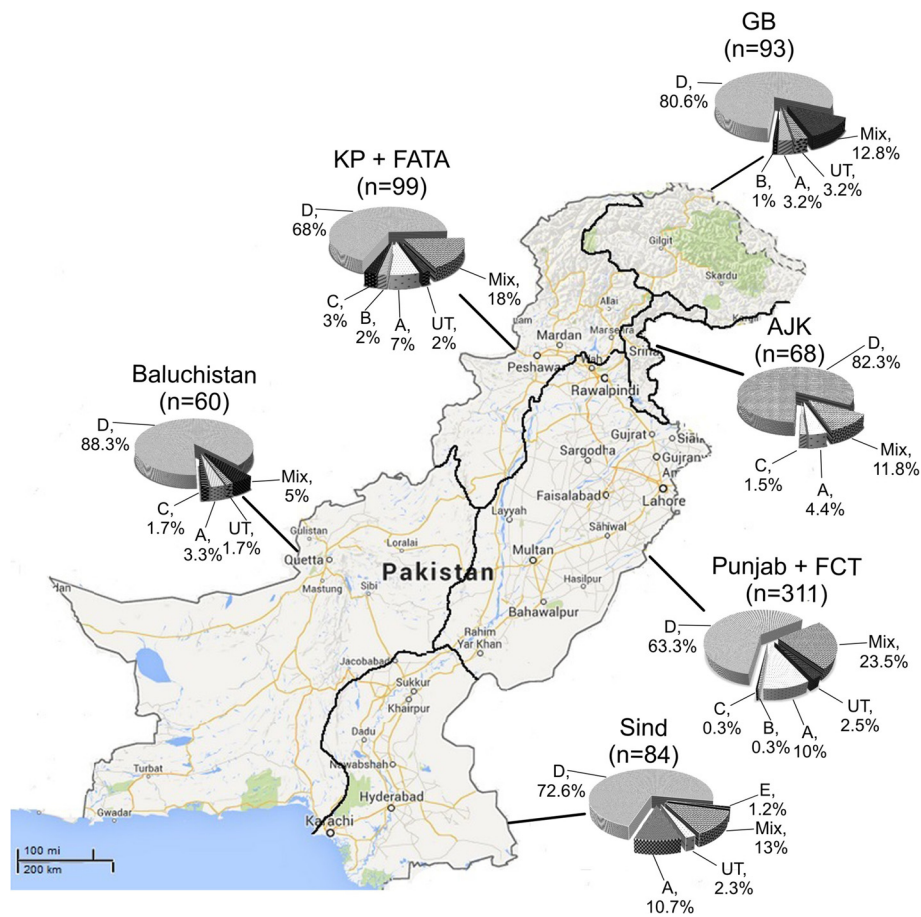 GB
(n=93)
D,
80.6%
Mix,
12.8%
UT,
3.2%
A,
3.2%
B,
1%
KP + FATA
(n=99)
D,
68%
Mix,
18%
C,
3%
B,
2%
A,
7%
UT,
2%
Gilgit
Skardu
Allai
Mardan
Peshawar
Rawalpindi
AJK
(n=68)
D,
82.3%
Mix,
11.8%
C,
1.5%
A,
4.4%
Baluchistan
(n=60)
D,
88.3%
Mix,
5%
C,
1.7%
A,
3.3%
UT,
1.7%
Gujrat
Sargodha
Gujran
Lahore
Faisalabad
Layyah
Sahiwal
Gulistan
Loralai
Quetta
Multan
Pakistan
Mastung
Sibi
Hasilpur
Bahawalpur
Punjab + FCT
(n=311)
D,
63.3%
Mix,
23.5%
C,
0.3%
B,
0.3%
A,
10%
UT,
2.5%
Rahim
Yar Khan
Jacobabad
Sukkur
Khairpur
Dadu
Nawabshah
Hyderabad
Karachi
Turbat
Gwadar
Sind
(n=84)
D,
72.6%
E,
1.2%
Mix,
13%
UT,
2.3%
A,
10.7%
100 mi
200 km